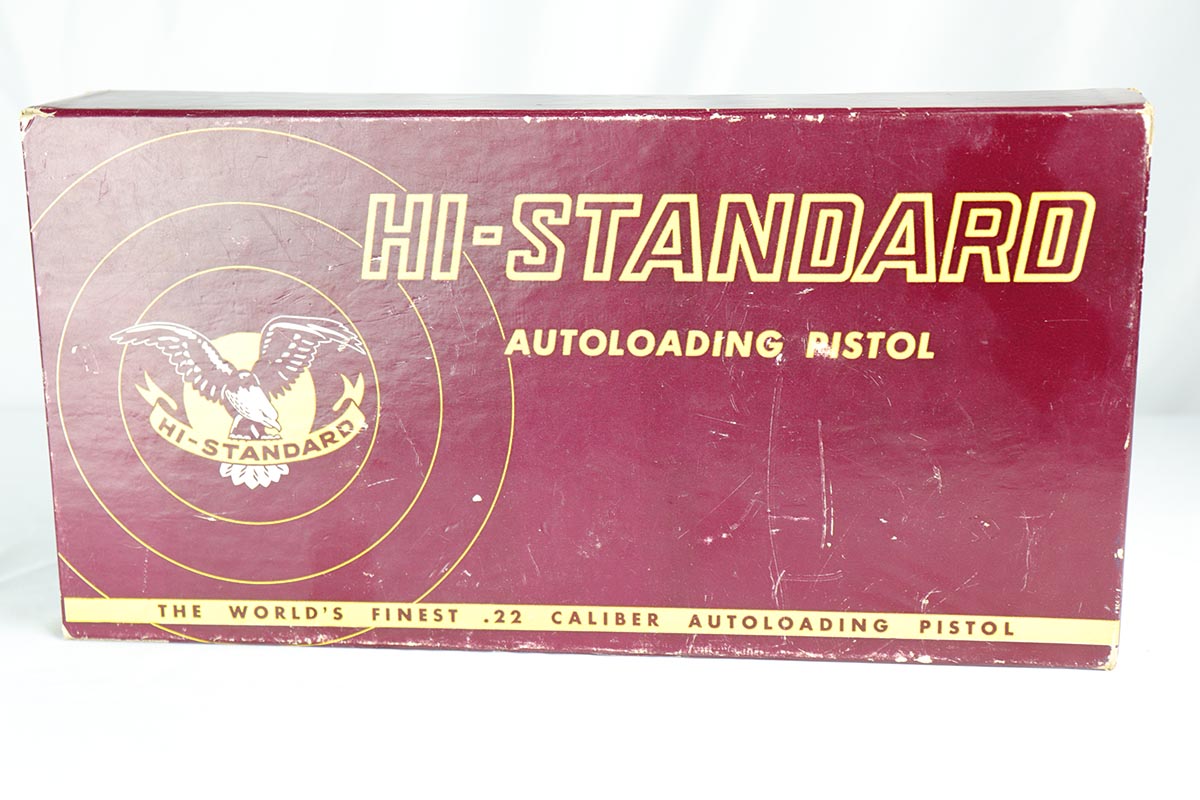 HI-STANDARD
AUTOLOADING PISTOL
HI-STANDARD
THE WORLD'S FINEST .22 CALIBER AUTOLOADING PISTOL